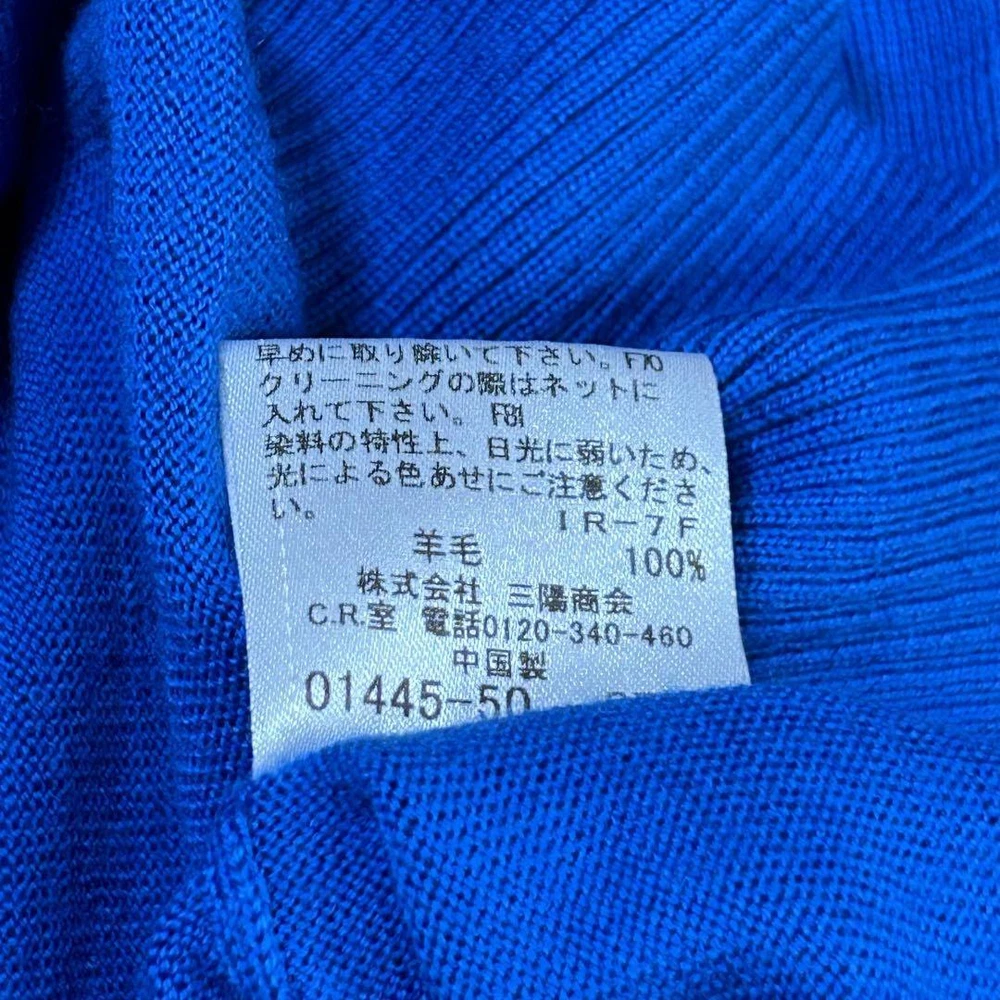 早めに取り除いて下さい。F70
クリーニングの際はネットに
入れて下さい。F81
染料の特性上、日光に弱いため、
光による色あせにご注意くださ
い。
IR-7F
羊毛 100%
株式会社 三陽商会
C.R.室 電話0120-340-460
中国製
01445-50